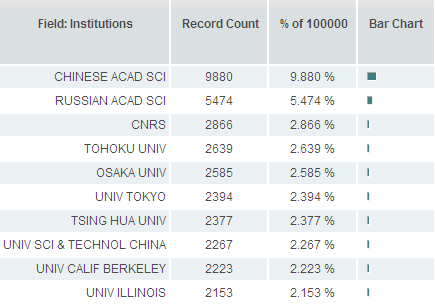 Field: Institutions Record Count % of 100000 Bar Chart
CHINESE ACAD SCI 9880 9.880 %
RUSSIAN ACAD SCI 5474 5.474 %
CNRS 2866 2.866 %
TOHOKU UNIV 2639 2.639 %
OSAKA UNIV 2585 2.585 %
UNIV TOKYO 2394 2.394 %
TSING HUA UNIV 2377 2.377 %
UNIV SCI & TECHNOL CHINA 2267 2.267 %
UNIV CALIF BERKELEY 2223 2.223 %
UNIV ILLINOIS 2153 2.153 %